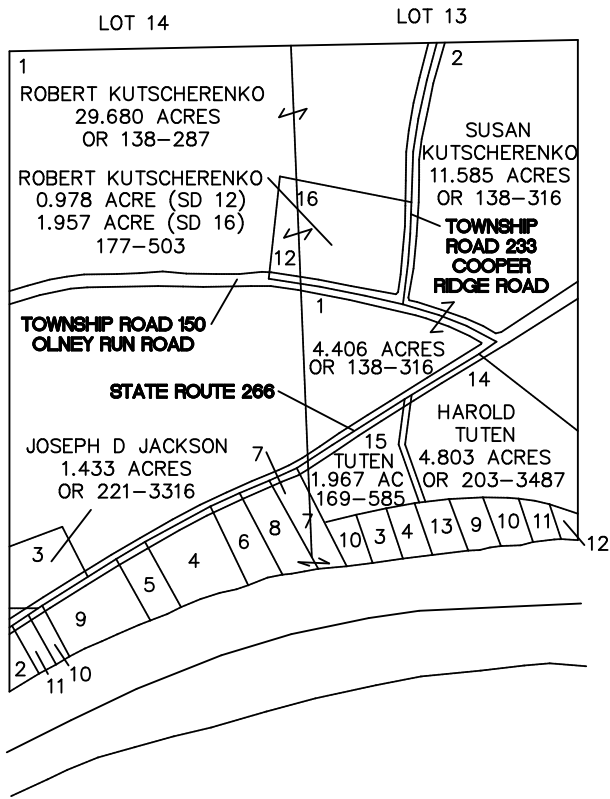 LOT 14
LOT 13
1
2
ROBERT KUTSCHERENKO
29.680 ACRES
OR 138-287
SUSAN
KUTSCHERENKO
11.585 ACRES
OR 138-316
ROBERT KUTSCHERENKO
0.978 ACRE (SD 12)
1.957 ACRE (SD 16)
177-503
16
12
TOWNSHIP
ROAD 233
COOPER
RIDGE ROAD
1
TOWNSHIP ROAD 150
OLNEY RUN ROAD
4.406 ACRES
OR 138-316
STATE ROUTE 266
14
HAROLD
TUTEN
4.803 ACRES
OR 203-3487
15
TUTEN
1.967 AC
169-585
JOSEPH D JACKSON
1.433 ACRES
OR 221-3316
7
3
4
5
6
8
7
10
3
4
13
9
10
11
12
9
2
11
10